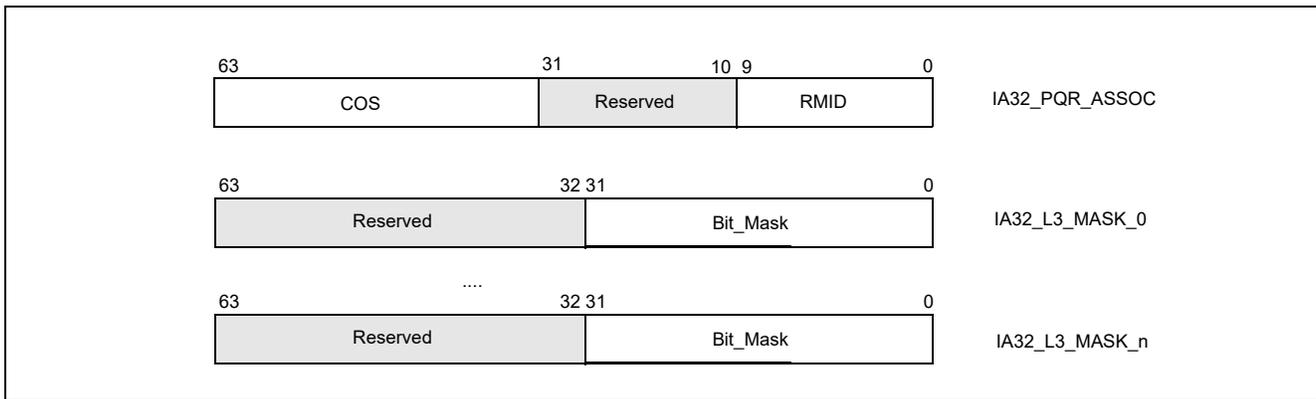 63 31 10 9 0
COS Reserved RMID IA32_PQR_ASSOC
63 32 31 0
Reserved Bit_Mask IA32_L3_MASK_0
....
63 32 31 0
Reserved Bit_Mask IA32_L3_MASK_n